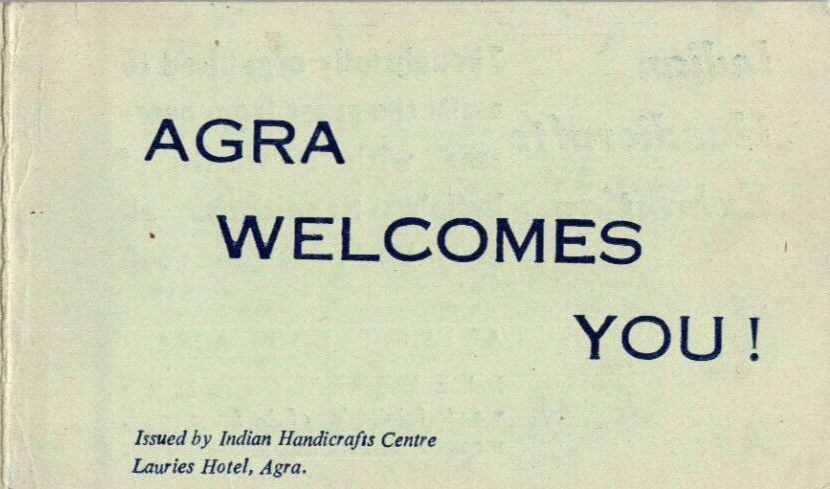 AGRA
WELCOMES
YOU !
Issued by Indian Handicrafts Centre
Lauries Hotel, Agra.